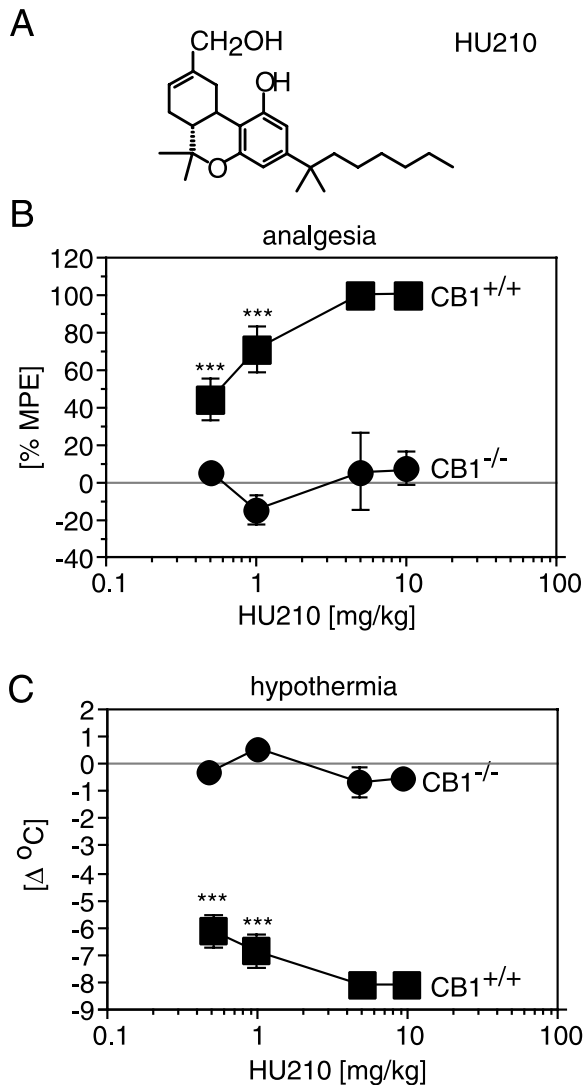 A
HU210
CH2OH
OH
O
B
analgesia
120
100
80
60
40
20
0
-20
-40
[% MPE]
***
***
CB1+/+
CB1-/-
0.1
1
10
100
HU210 [mg/kg]
C
hypothermia
2
1
0
-1
-2
-3
-4
-5
-6
-7
-8
-9
[Δ °C]
CB1-/-
***
***
CB1+/+
0.1
1
10
100
HU210 [mg/kg]